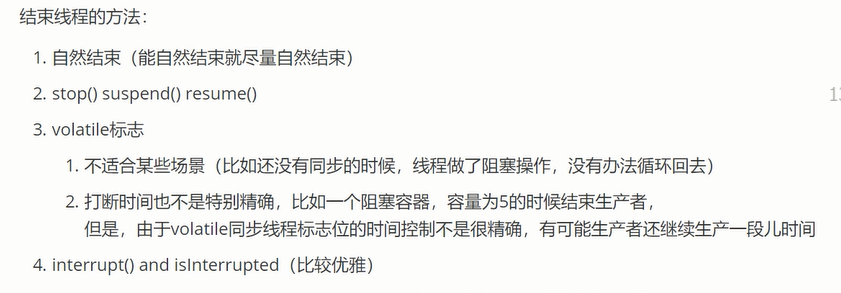 结束线程的方法：
1. 自然结束（能自然结束就尽量自然结束）
2. stop() suspend() resume()
3. volatile标志
1. 不适合某些场景（比如还没有同步的时候，线程做了阻塞操作，没有办法循环回去）
2. 打断时间也不是特别精确，比如一个阻塞容器，容量为5的时候结束生产者，
但是，由于volatile同步线程标志位的时间控制不是很精确，有可能生产者还继续生产一段儿时间
4. interrupt() and isInterrupted（比较优雅）